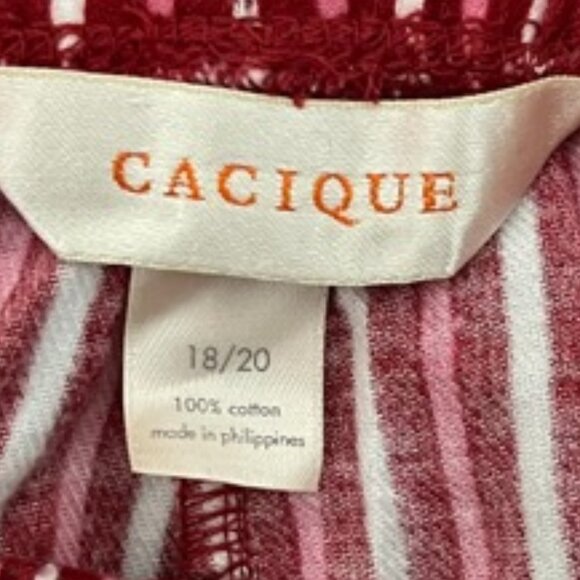 CACIQUE
18/20
100% cotton
made in philippines